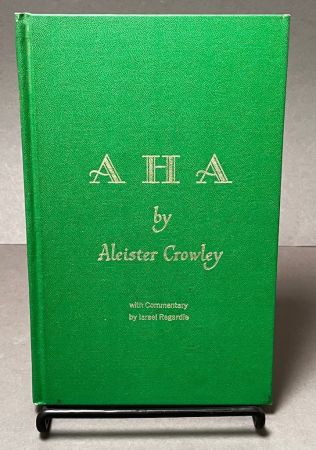 AHA
by
Aleister Crowley
with Commentary
by Israel Regardie